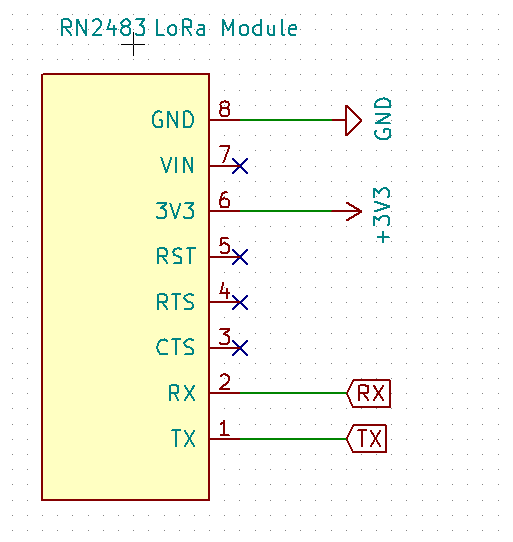 RN2483 LoRa Module
GND 8 GND
VIN 7
3V3 6 +3V3
RST 5
RTS 4
CTS 3
RX 2 RX
TX 1 TX